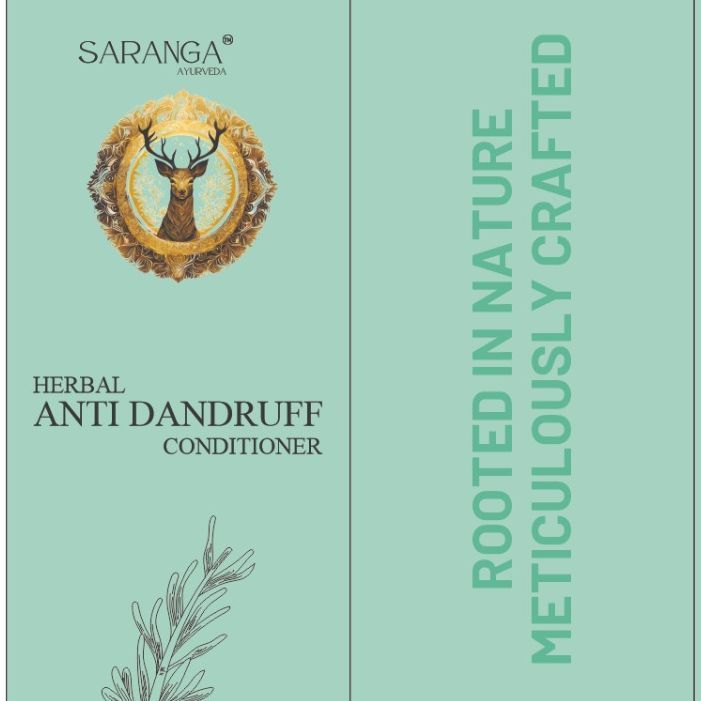 SARANGA™
AYURVEDA
HERBAL
ANTI DANDRUFF
CONDITIONER
ROOTED IN NATURE
METICULOUSLY CRAFTED